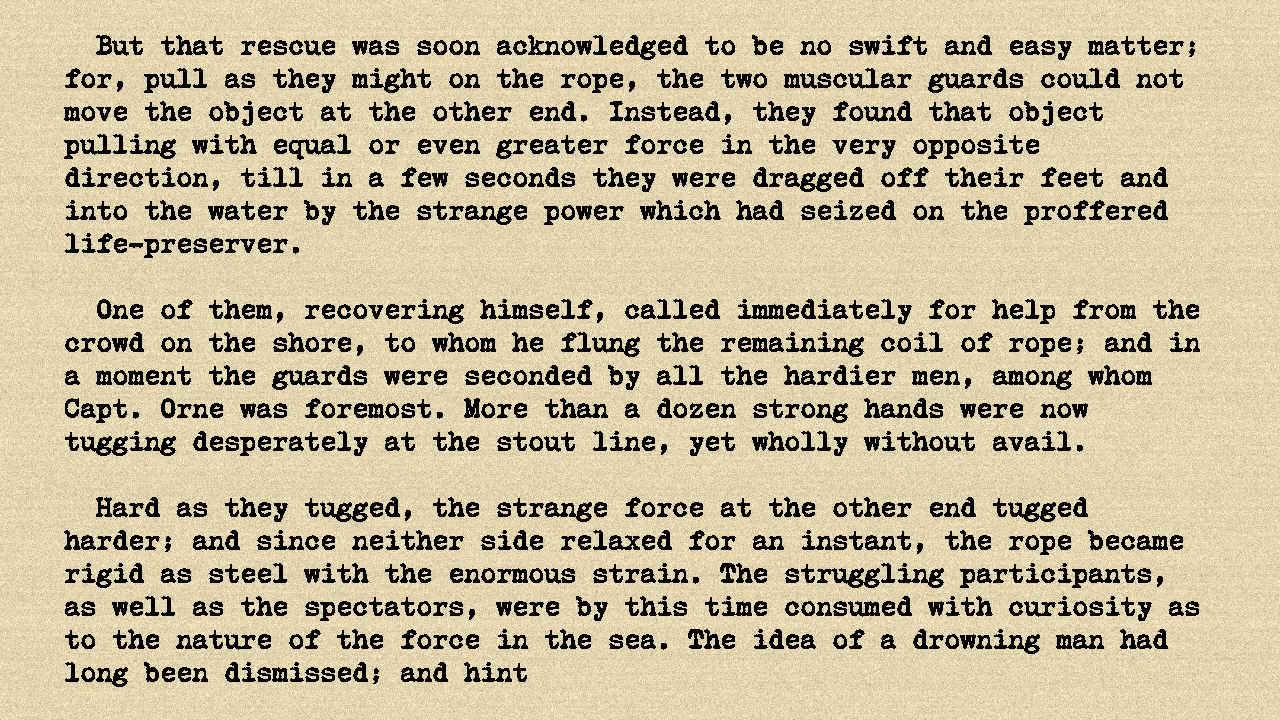 But that rescue was soon acknowledged to be no swift and easy matter;
for, pull as they might on the rope, the two muscular guards could not
move the object at the other end. Instead, they found that object
pulling with equal or even greater force in the very opposite
direction, till in a few seconds they were dragged off their feet and
into the water by the strange power which had seized on the proffered
life-preserver.

One of them, recovering himself, called immediately for help from the
crowd on the shore, to whom he flung the remaining coil of rope; and in
a moment the guards were seconded by all the hardier men, among whom
Capt. Orne was foremost. More than a dozen strong hands were now
tugging desperately at the stout line, yet wholly without avail.

Hard as they tugged, the strange force at the other end tugged
harder; and since neither side relaxed for an instant, the rope became
rigid as steel with the enormous strain. The struggling participants,
as well as the spectators, were by this time consumed with curiosity as
to the nature of the force in the sea. The idea of a drowning man had
long been dismissed; and hint